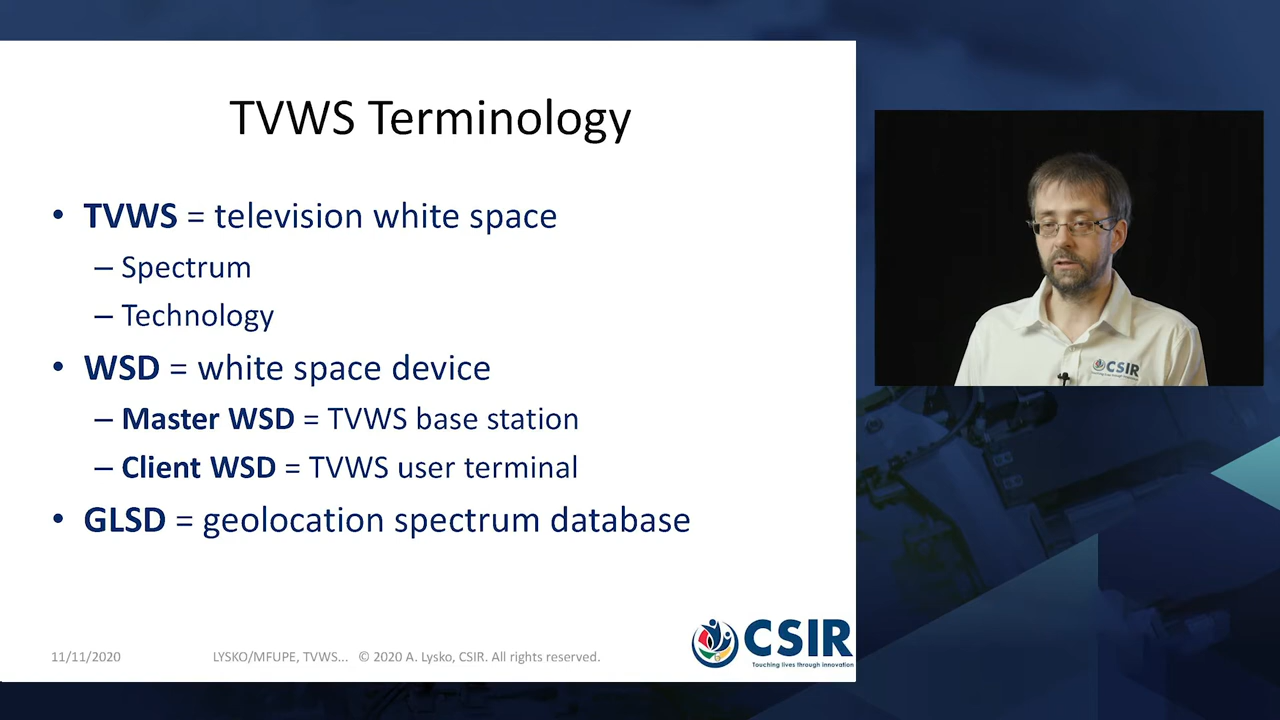 TVWS Terminology
• TVWS = television white space
– Spectrum
– Technology
• WSD = white space device
– Master WSD = TVWS base station
– Client WSD = TVWS user terminal
• GLSD = geolocation spectrum database
11/11/2020
LYSKO/MFUPE, TVWS... © 2020 A. Lysko, CSIR. All rights reserved.
CSIR
Touching lives through innovation
CSIR